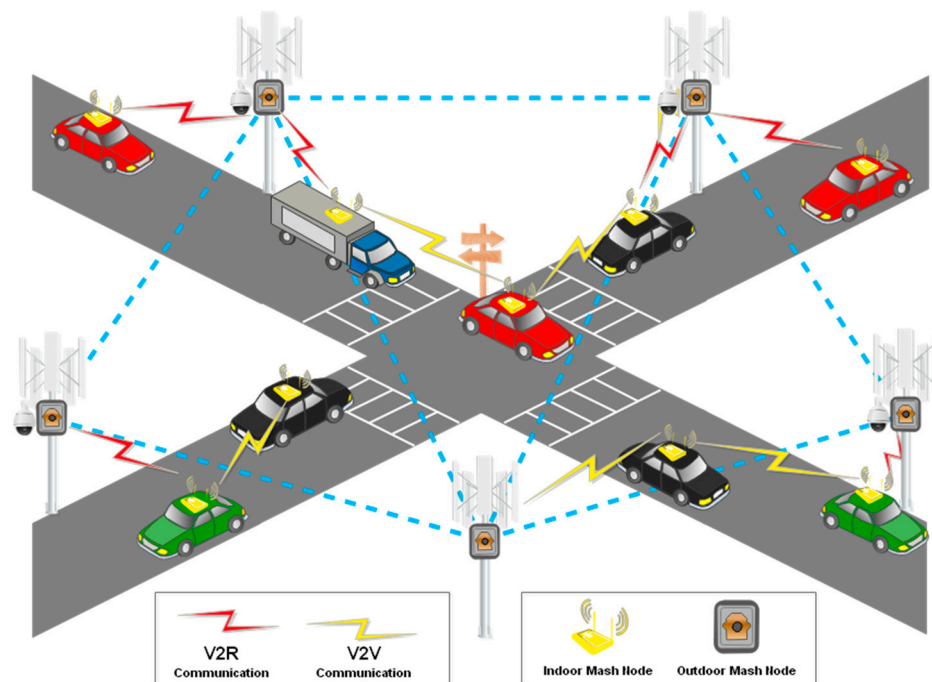 V2R
Communication
V2V
Communication
Indoor Mash Node
Outdoor Mash Node